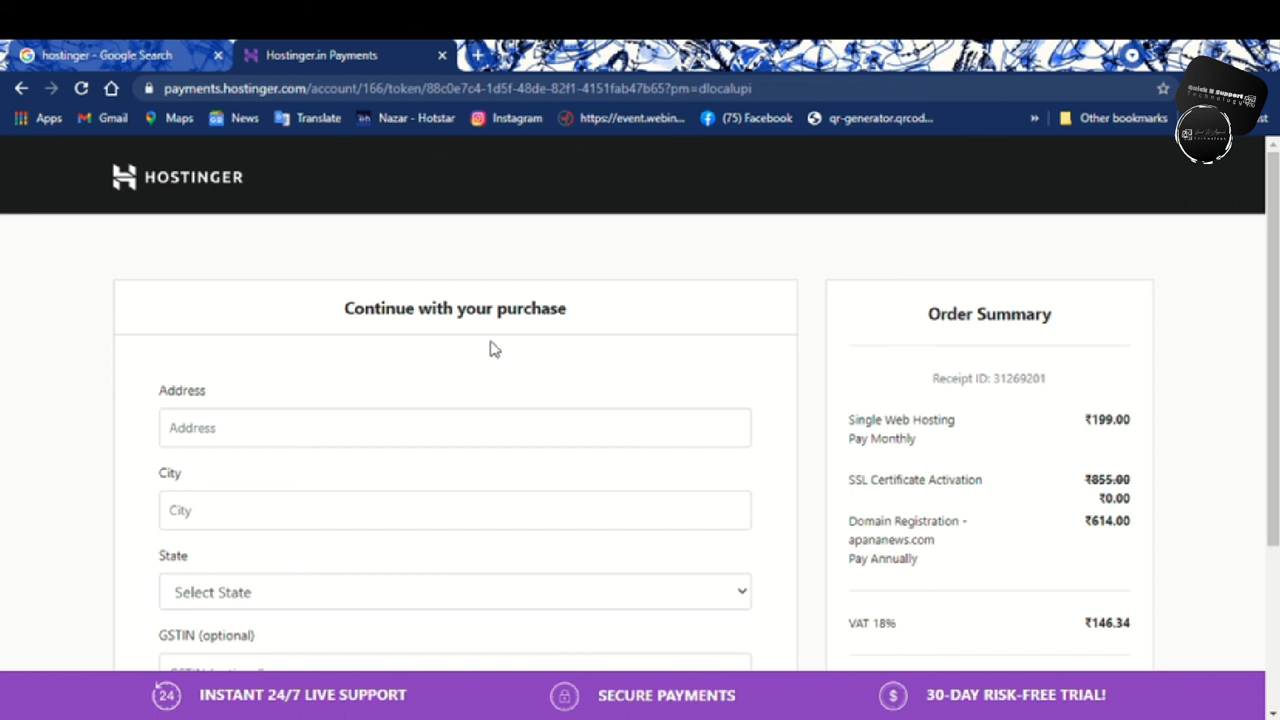 hostinger - Google Search
Hostinger.in Payments
payments.hostinger.com/account/166/token/88c0e7c4-1d5f-48de-82f1-4151fab47b65?pm=dlocalupi
Apps
Gmail
Maps
News
Translate
Nazar - Hotstar
Instagram
https://event.webin...
(75) Facebook
qr-generator.qrcod...
»
Other bookmarks
Quick N Support
Technology
HOSTINGER
Continue with your purchase
Address
Address
City
City
State
Select State
GSTIN (optional)
Order Summary
Receipt ID: 31269201
Single Web Hosting ₹199.00
Pay Monthly
SSL Certificate Activation ₹855.00
₹0.00
Domain Registration - ₹614.00
apananews.com
Pay Annually
VAT 18% ₹146.34
24 INSTANT 24/7 LIVE SUPPORT
SECURE PAYMENTS
$ 30-DAY RISK-FREE TRIAL!